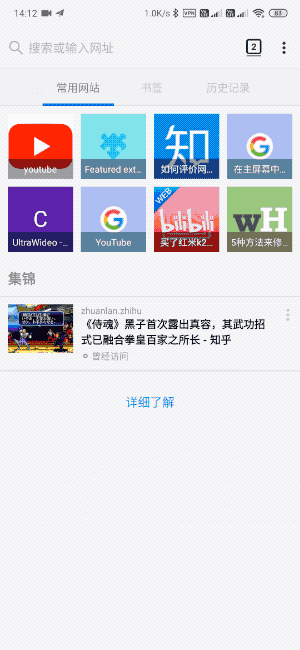 14:12 1.0K/s VPN 83
搜索或输入网址 2
常用网站 书签 历史记录
知
youtube Featured ext... 如何评价网... 在主屏幕中...
C WEB bilibili wH
UltraWideo -... YouTube 买了红米k2... 5种方法来修...
集锦
zhuanlan.zhihu
《侍魂》黑子首次露出真容，其武功招
式已融合拳皇百家之所长 - 知乎
曾经访问
详细了解